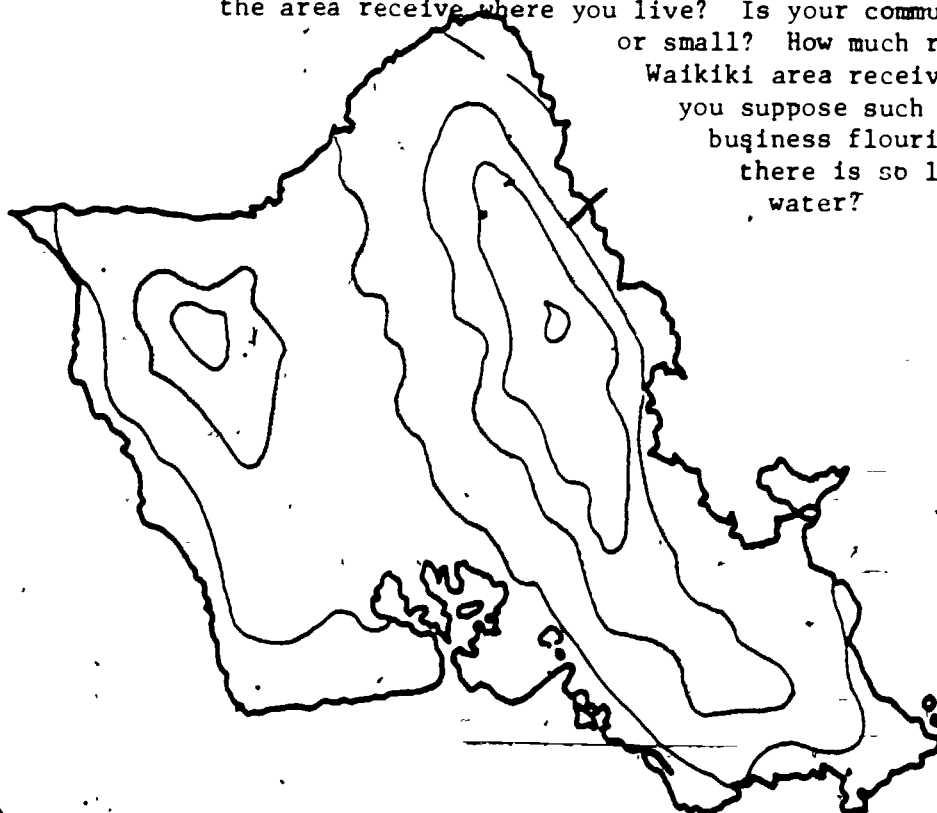 the area receive where you live? Is your commu
or small? How much r
Waikiki area receiv
you suppose such
business flouri
there is so l
water?